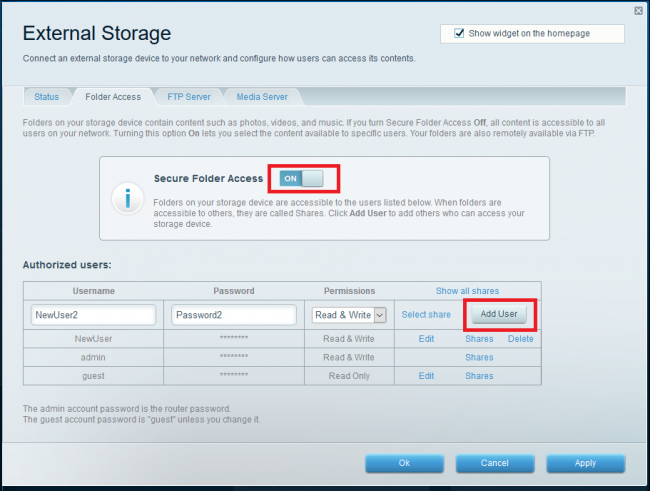 External Storage
Show widget on the homepage
Connect an external storage device to your network and configure how users can access its contents.
Status Folder Access FTP Server Media Server
Folders on your storage device contain content such as photos, videos, and music. If you turn Secure Folder Access Off, all content is accessible to all
users on your network. Turning this option On lets you select the content available to specific users. Your folders are also remotely available via FTP.
Secure Folder Access ON
Folders on your storage device are accessible to the users listed below. When folders are
accessible to others, they are called Shares. Click Add User to add others who can access your
storage device.
Authorized users:
Username Password Permissions Show all shares
NewUser2 Password2 Read & Write Select share Add User
NewUser ******** Read & Write Edit Shares Delete
admin ******** Read & Write Shares
guest ******** Read Only Edit Shares
The admin account password is the router password.
The guest account password is "guest" unless you change it.
Ok Cancel Apply